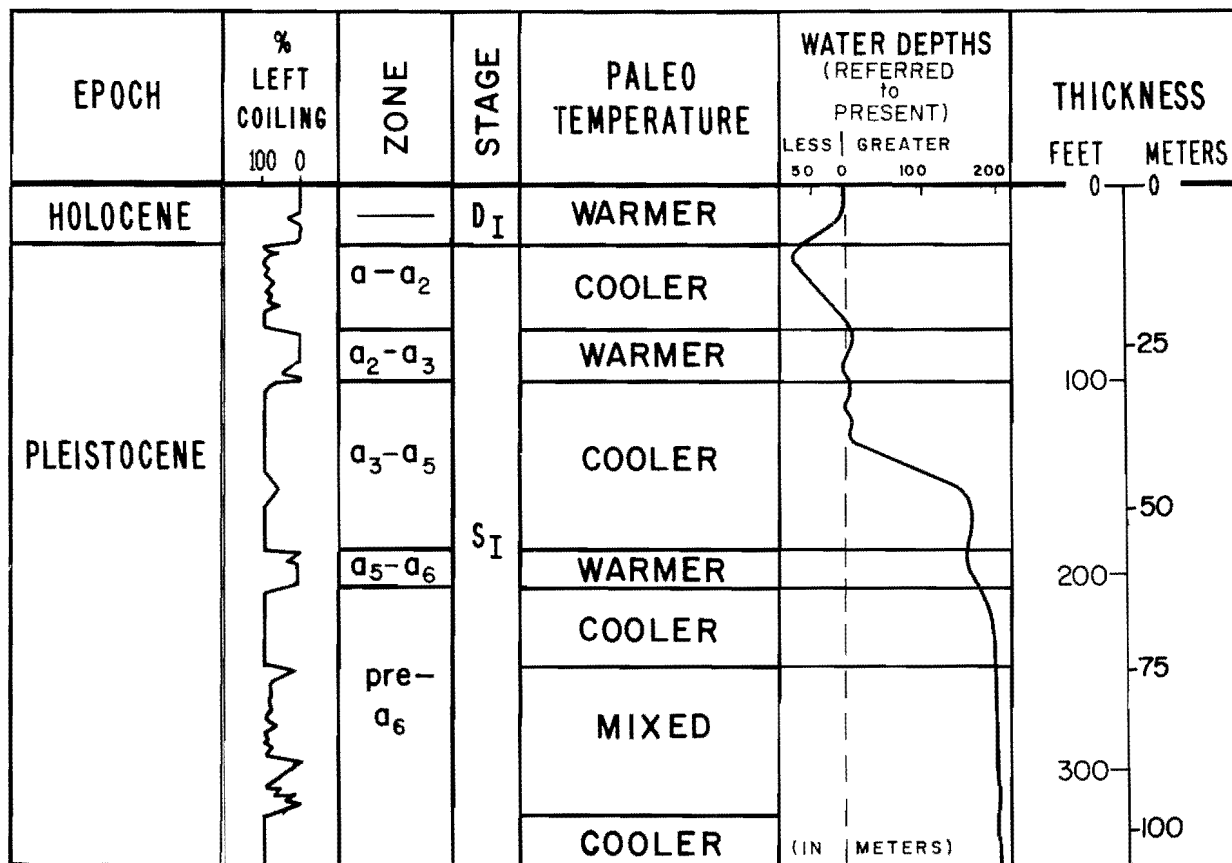 EPOCH
%
LEFT
COILING
100 0
ZONE
STAGE
PALEO
TEMPERATURE
WATER DEPTHS
(REFERRED
to
PRESENT)
LESS | GREATER
50 0 100 200
THICKNESS
FEET METERS
0 0
HOLOCENE
D_I
WARMER
a-a₂
COOLER
a₂-a₃
WARMER
25
100
PLEISTOCENE
a₃-a₅
COOLER
50
S_I
a₅-a₆
WARMER
200
COOLER
75
pre-
a₆
MIXED
300
100
COOLER
(IN METERS)